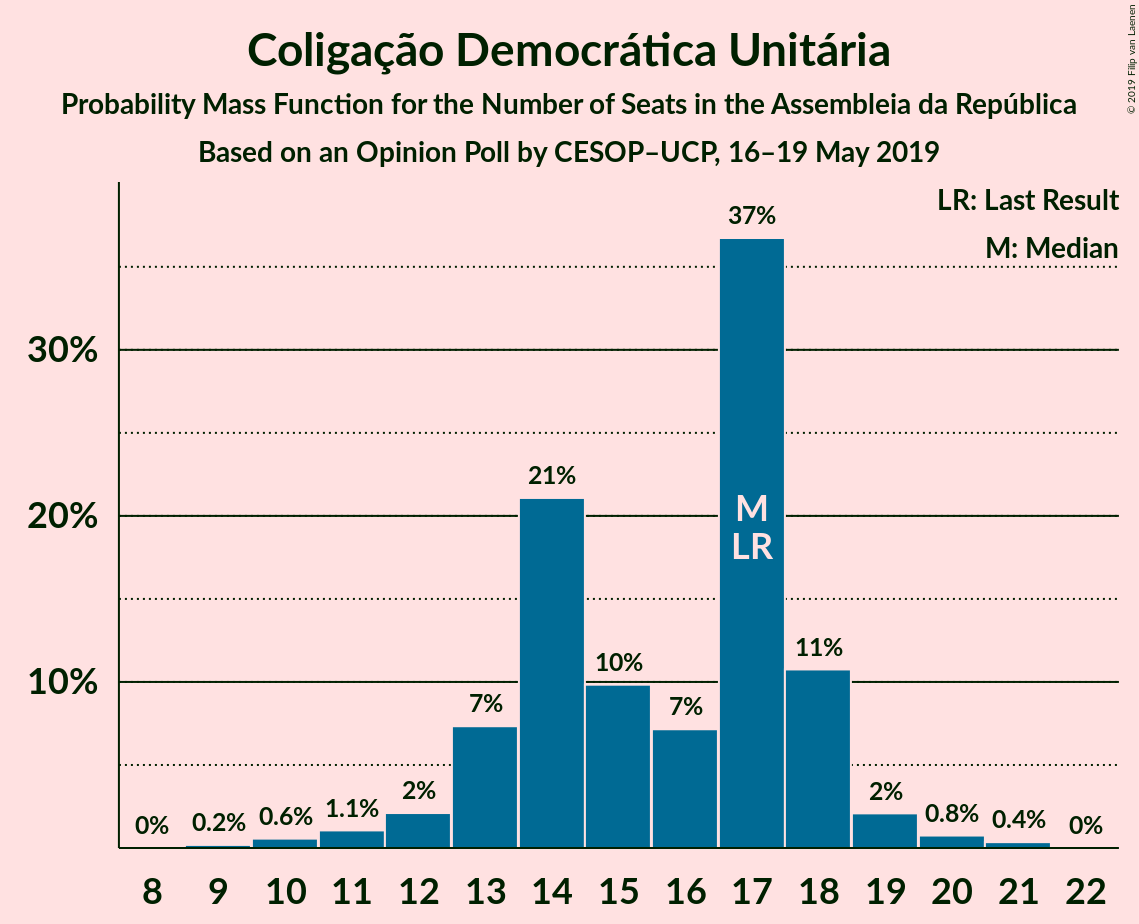 Coligação Democrática Unitária
Probability Mass Function for the Number of Seats in the Assembleia da República
Based on an Opinion Poll by CESOP–UCP, 16–19 May 2019
© 2019 Filip van Laenen
LR: Last Result
M: Median
30%
20%
10%
0%
0.2%
0.6%
1.1%
2%
7%
21%
10%
7%
37%
11%
2%
0.8%
0.4%
0%
M
LR
8 9 10 11 12 13 14 15 16 17 18 19 20 21 22